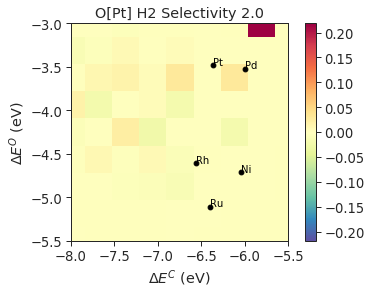 O[Pt] H2 Selectivity 2.0
−3.0
−3.5
−4.0
−4.5
−5.0
−5.5
ΔE^O (eV)
Pt
Pd
Rh
Ni
Ru
−8.0 −7.5 −7.0 −6.5 −6.0 −5.5
ΔE^C (eV)
0.20
0.15
0.10
0.05
0.00
−0.05
−0.10
−0.15
−0.20